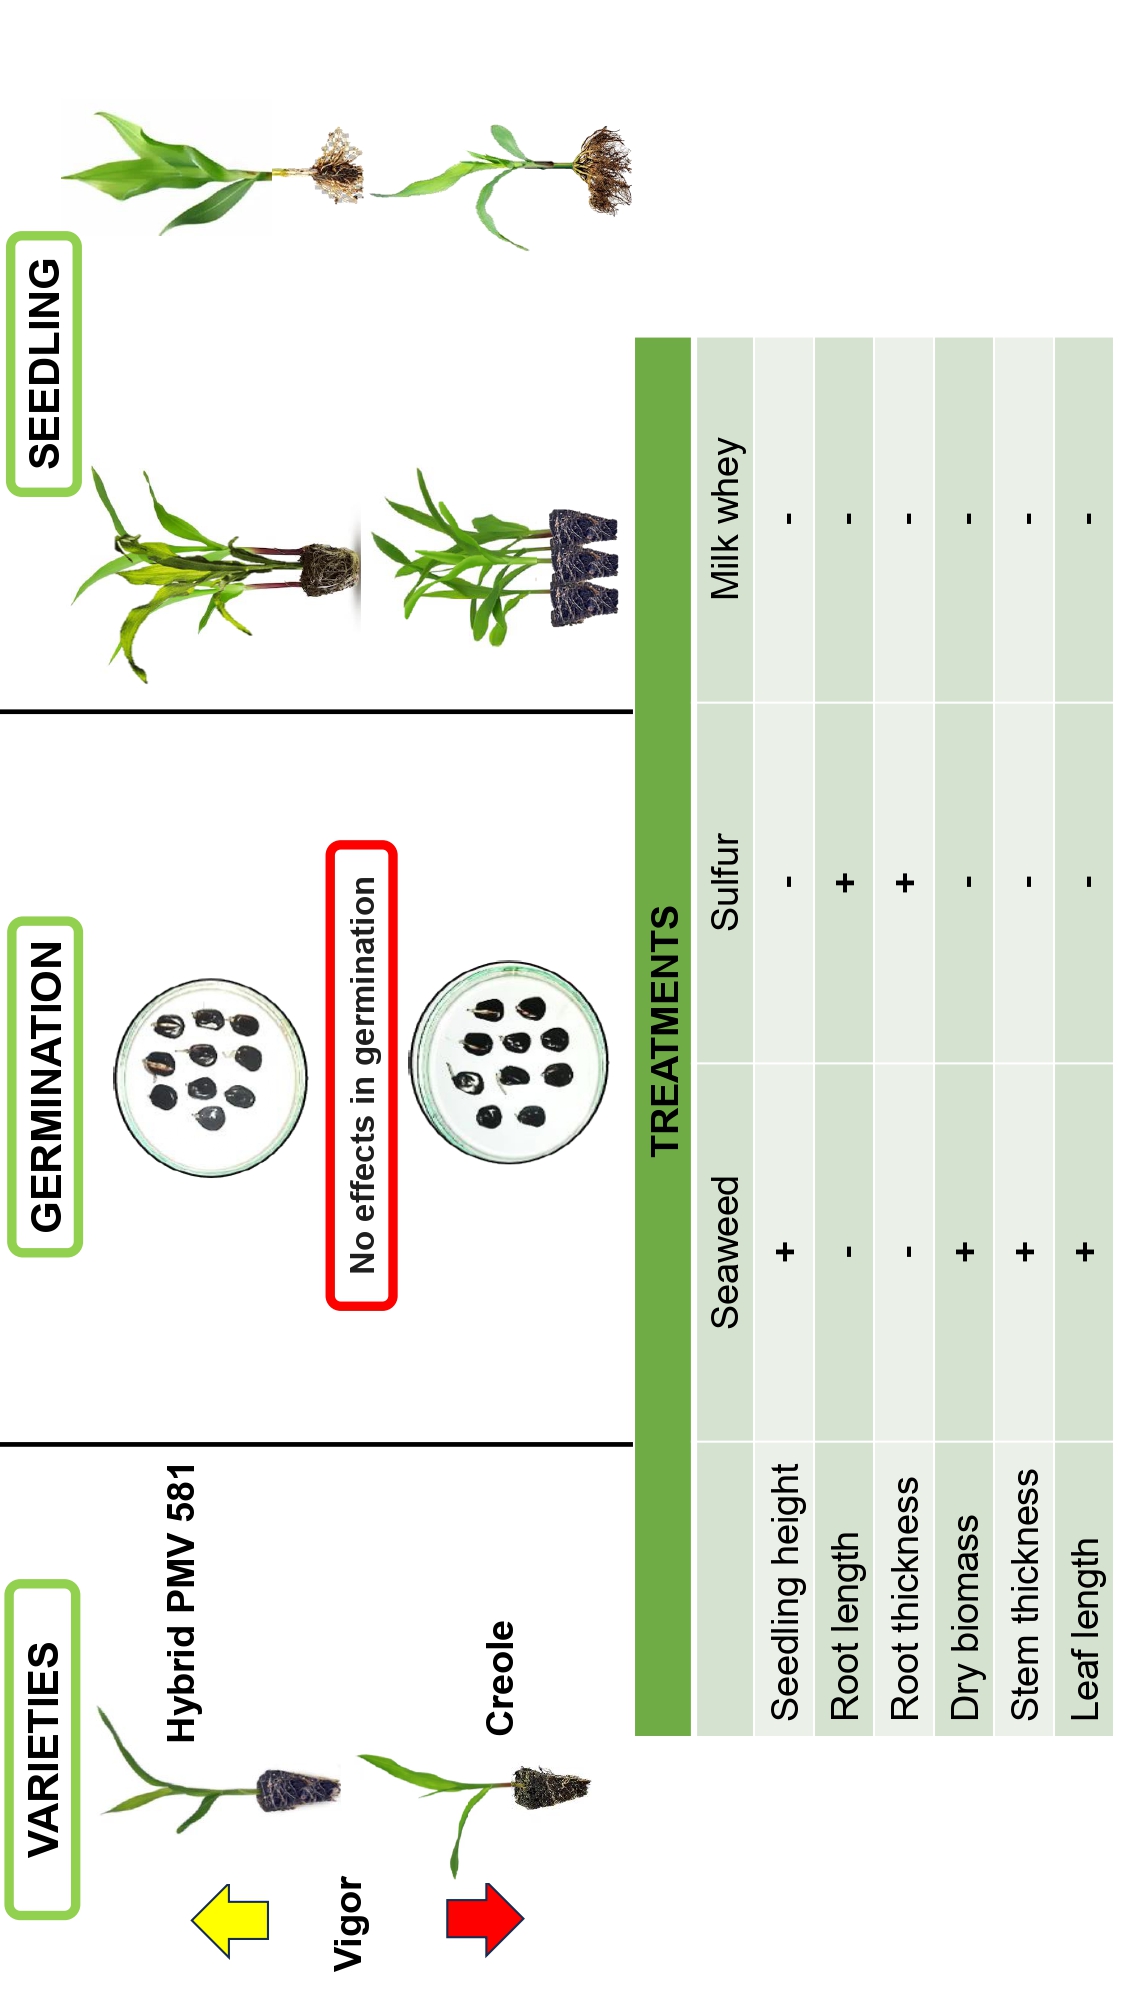 VARIETIES
GERMINATION
SEEDLING
Hybrid PMV 581
Vigor
Creole
No effects in germination
TREATMENTS
Seaweed Sulfur Milk whey
Seedling height + - -
Root length - + -
Root thickness - + -
Dry biomass + - -
Stem thickness + - -
Leaf length + - -